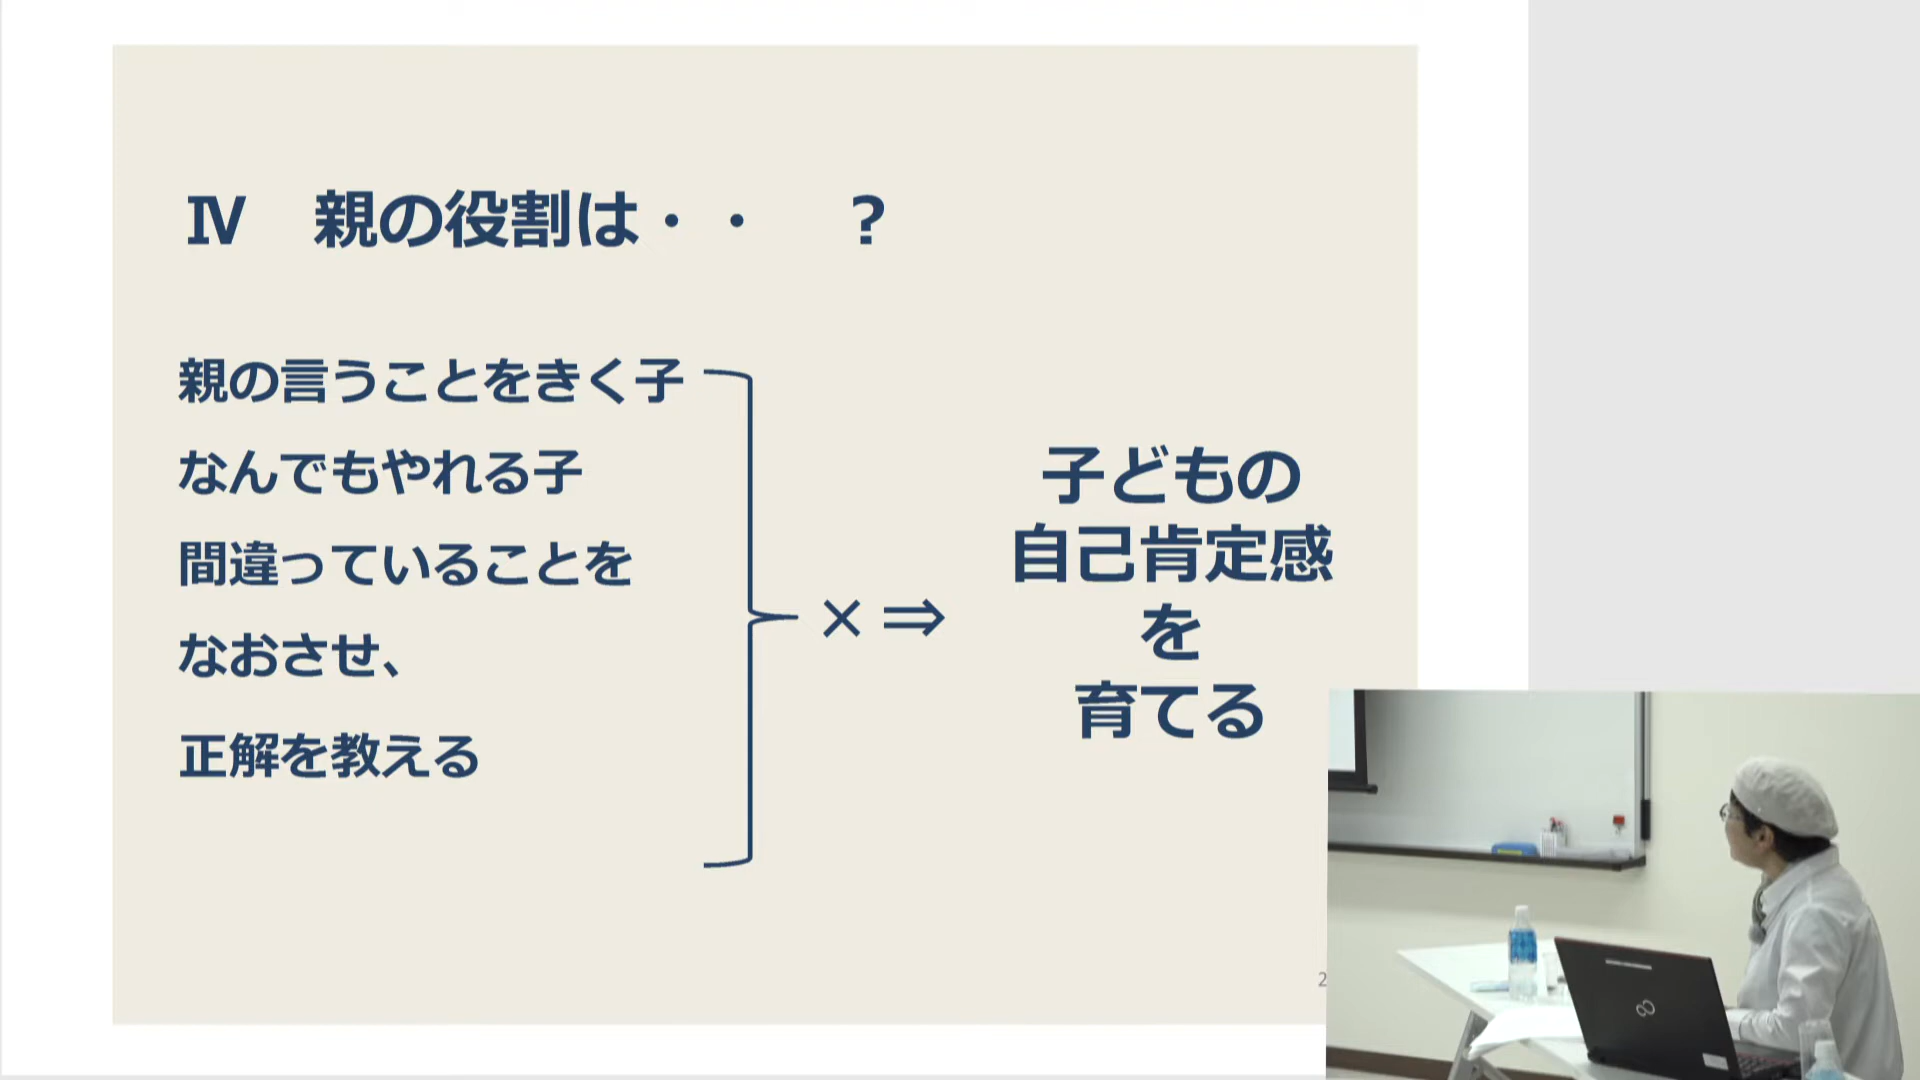 Ⅳ 親の役割は・・ ?
親の言うことをきく子
なんでもやれる子
間違っていることを
なおさせ、
正解を教える
× ⇒
子どもの
自己肯定感
を
育てる
2